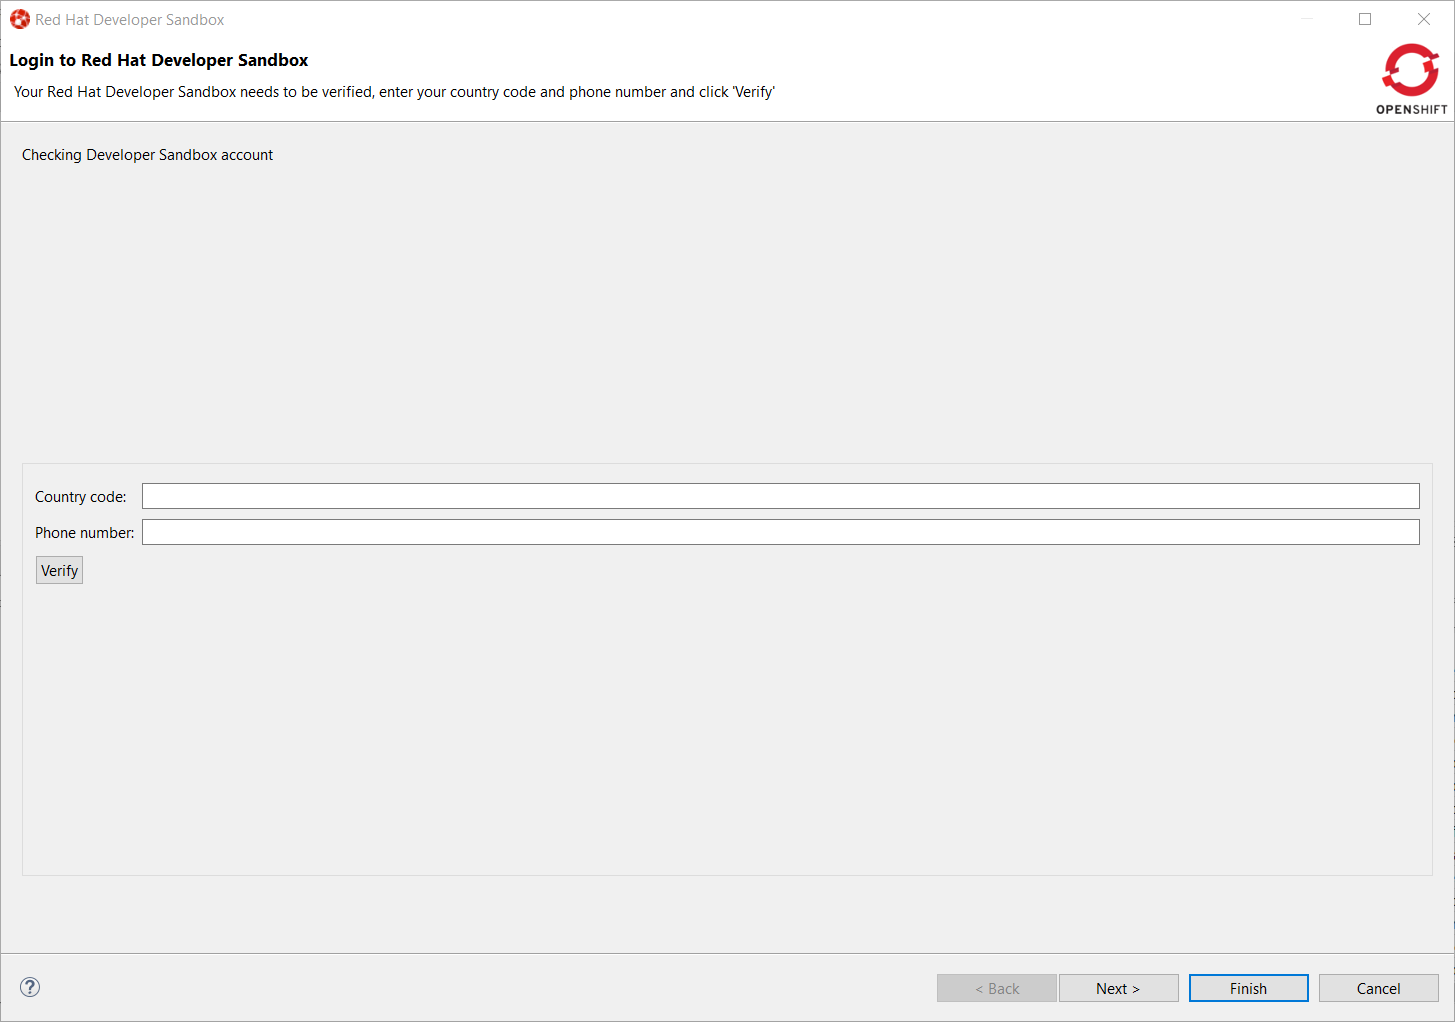 Red Hat Developer Sandbox
Login to Red Hat Developer Sandbox
Your Red Hat Developer Sandbox needs to be verified, enter your country code and phone number and click 'Verify'
OPENSHIFT
Checking Developer Sandbox account
Country code:
Phone number:
Verify
?
< Back
Next >
Finish
Cancel